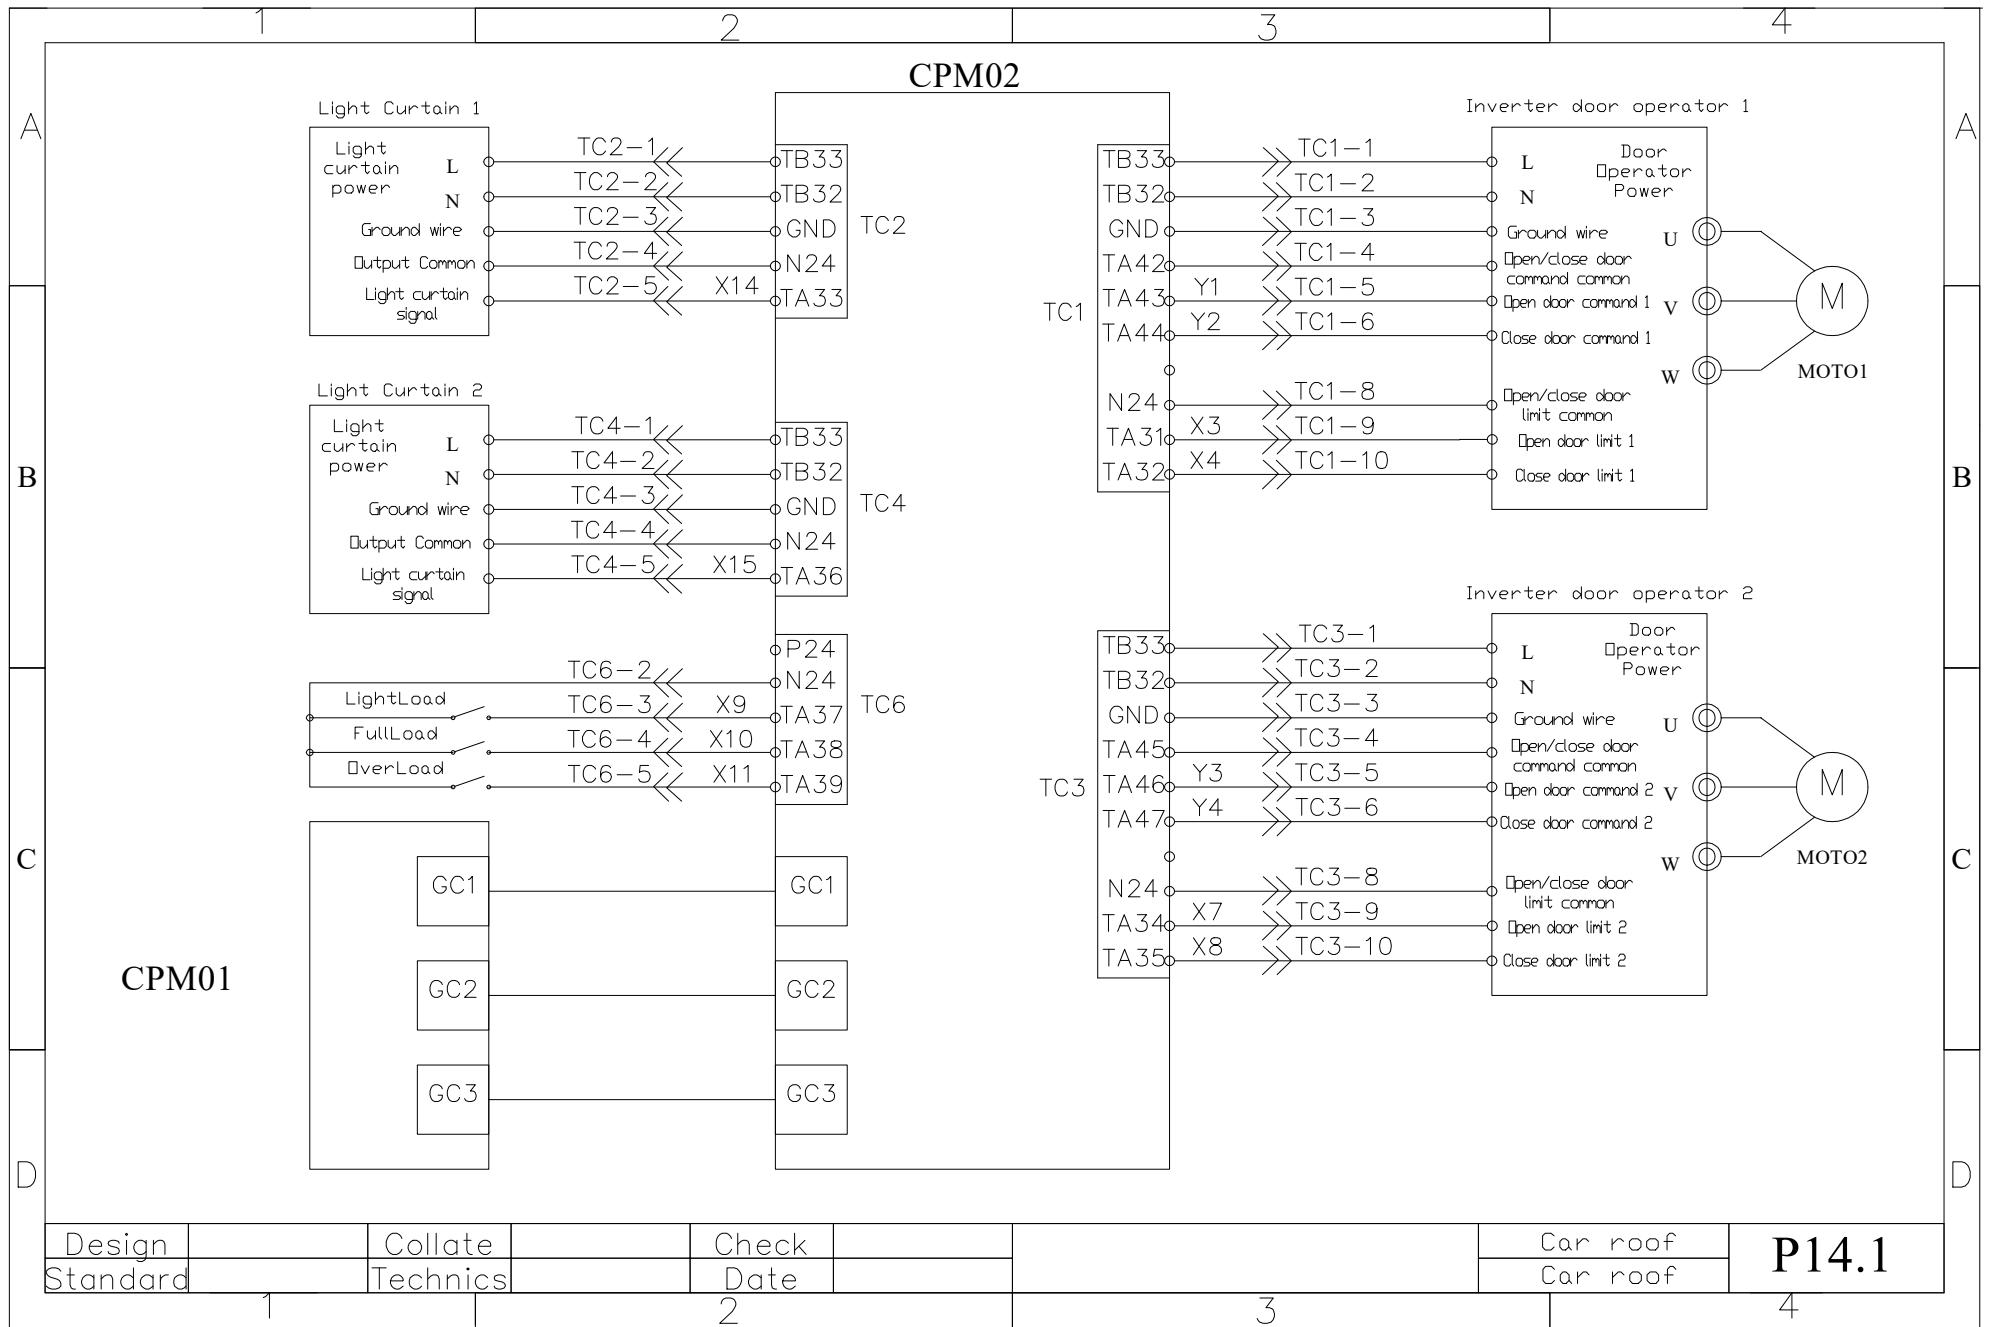 1 2 3 4
CPM02
A A
B B
C C
D D
Light Curtain 1
Light
curtain
power
L
N
Ground wire
Output Common
Light curtain
signal
TC2-1
TC2-2
TC2-3
TC2-4
TC2-5 X14
TB33
TB32
GND
N24
TA33
TC2
Light Curtain 2
Light
curtain
power
L
N
Ground wire
Output Common
Light curtain
signal
TC4-1
TC4-2
TC4-3
TC4-4
TC4-5 X15
TB33
TB32
GND
N24
TA36
TC4
LightLoad
FullLoad
OverLoad
TC6-2
TC6-3 X9
TC6-4 X10
TC6-5 X11
P24
N24
TA37
TA38
TA39
TC6
CPM01
GC1 GC1
GC2 GC2
GC3 GC3
TC1
TB33
TB32
GND
TA42
TA43
TA44
N24
TA31
TA32
TC1-1
TC1-2
TC1-3
TC1-4
Y1 TC1-5
Y2 TC1-6
TC1-8
X3 TC1-9
X4 TC1-10
Inverter door operator 1
L
N
Door
Operator
Power
Ground wire
Open/close door
command common
Open door command 1
Close door command 1
Open/close door
limit common
Open door limit 1
Close door limit 1
U
V
W
M
MOTO1
TC3
TB33
TB32
GND
TA45
TA46
TA47
N24
TA34
TA35
TC3-1
TC3-2
TC3-3
TC3-4
Y3 TC3-5
Y4 TC3-6
TC3-8
X7 TC3-9
X8 TC3-10
Inverter door operator 2
L
N
Door
Operator
Power
Ground wire
Open/close door
command common
Open door command 2
Close door command 2
Open/close door
limit common
Open door limit 2
Close door limit 2
U
V
W
M
MOTO2
Design Collate Check
Standard Technics Date
Car roof
Car roof
P14.1
1 2 3 4